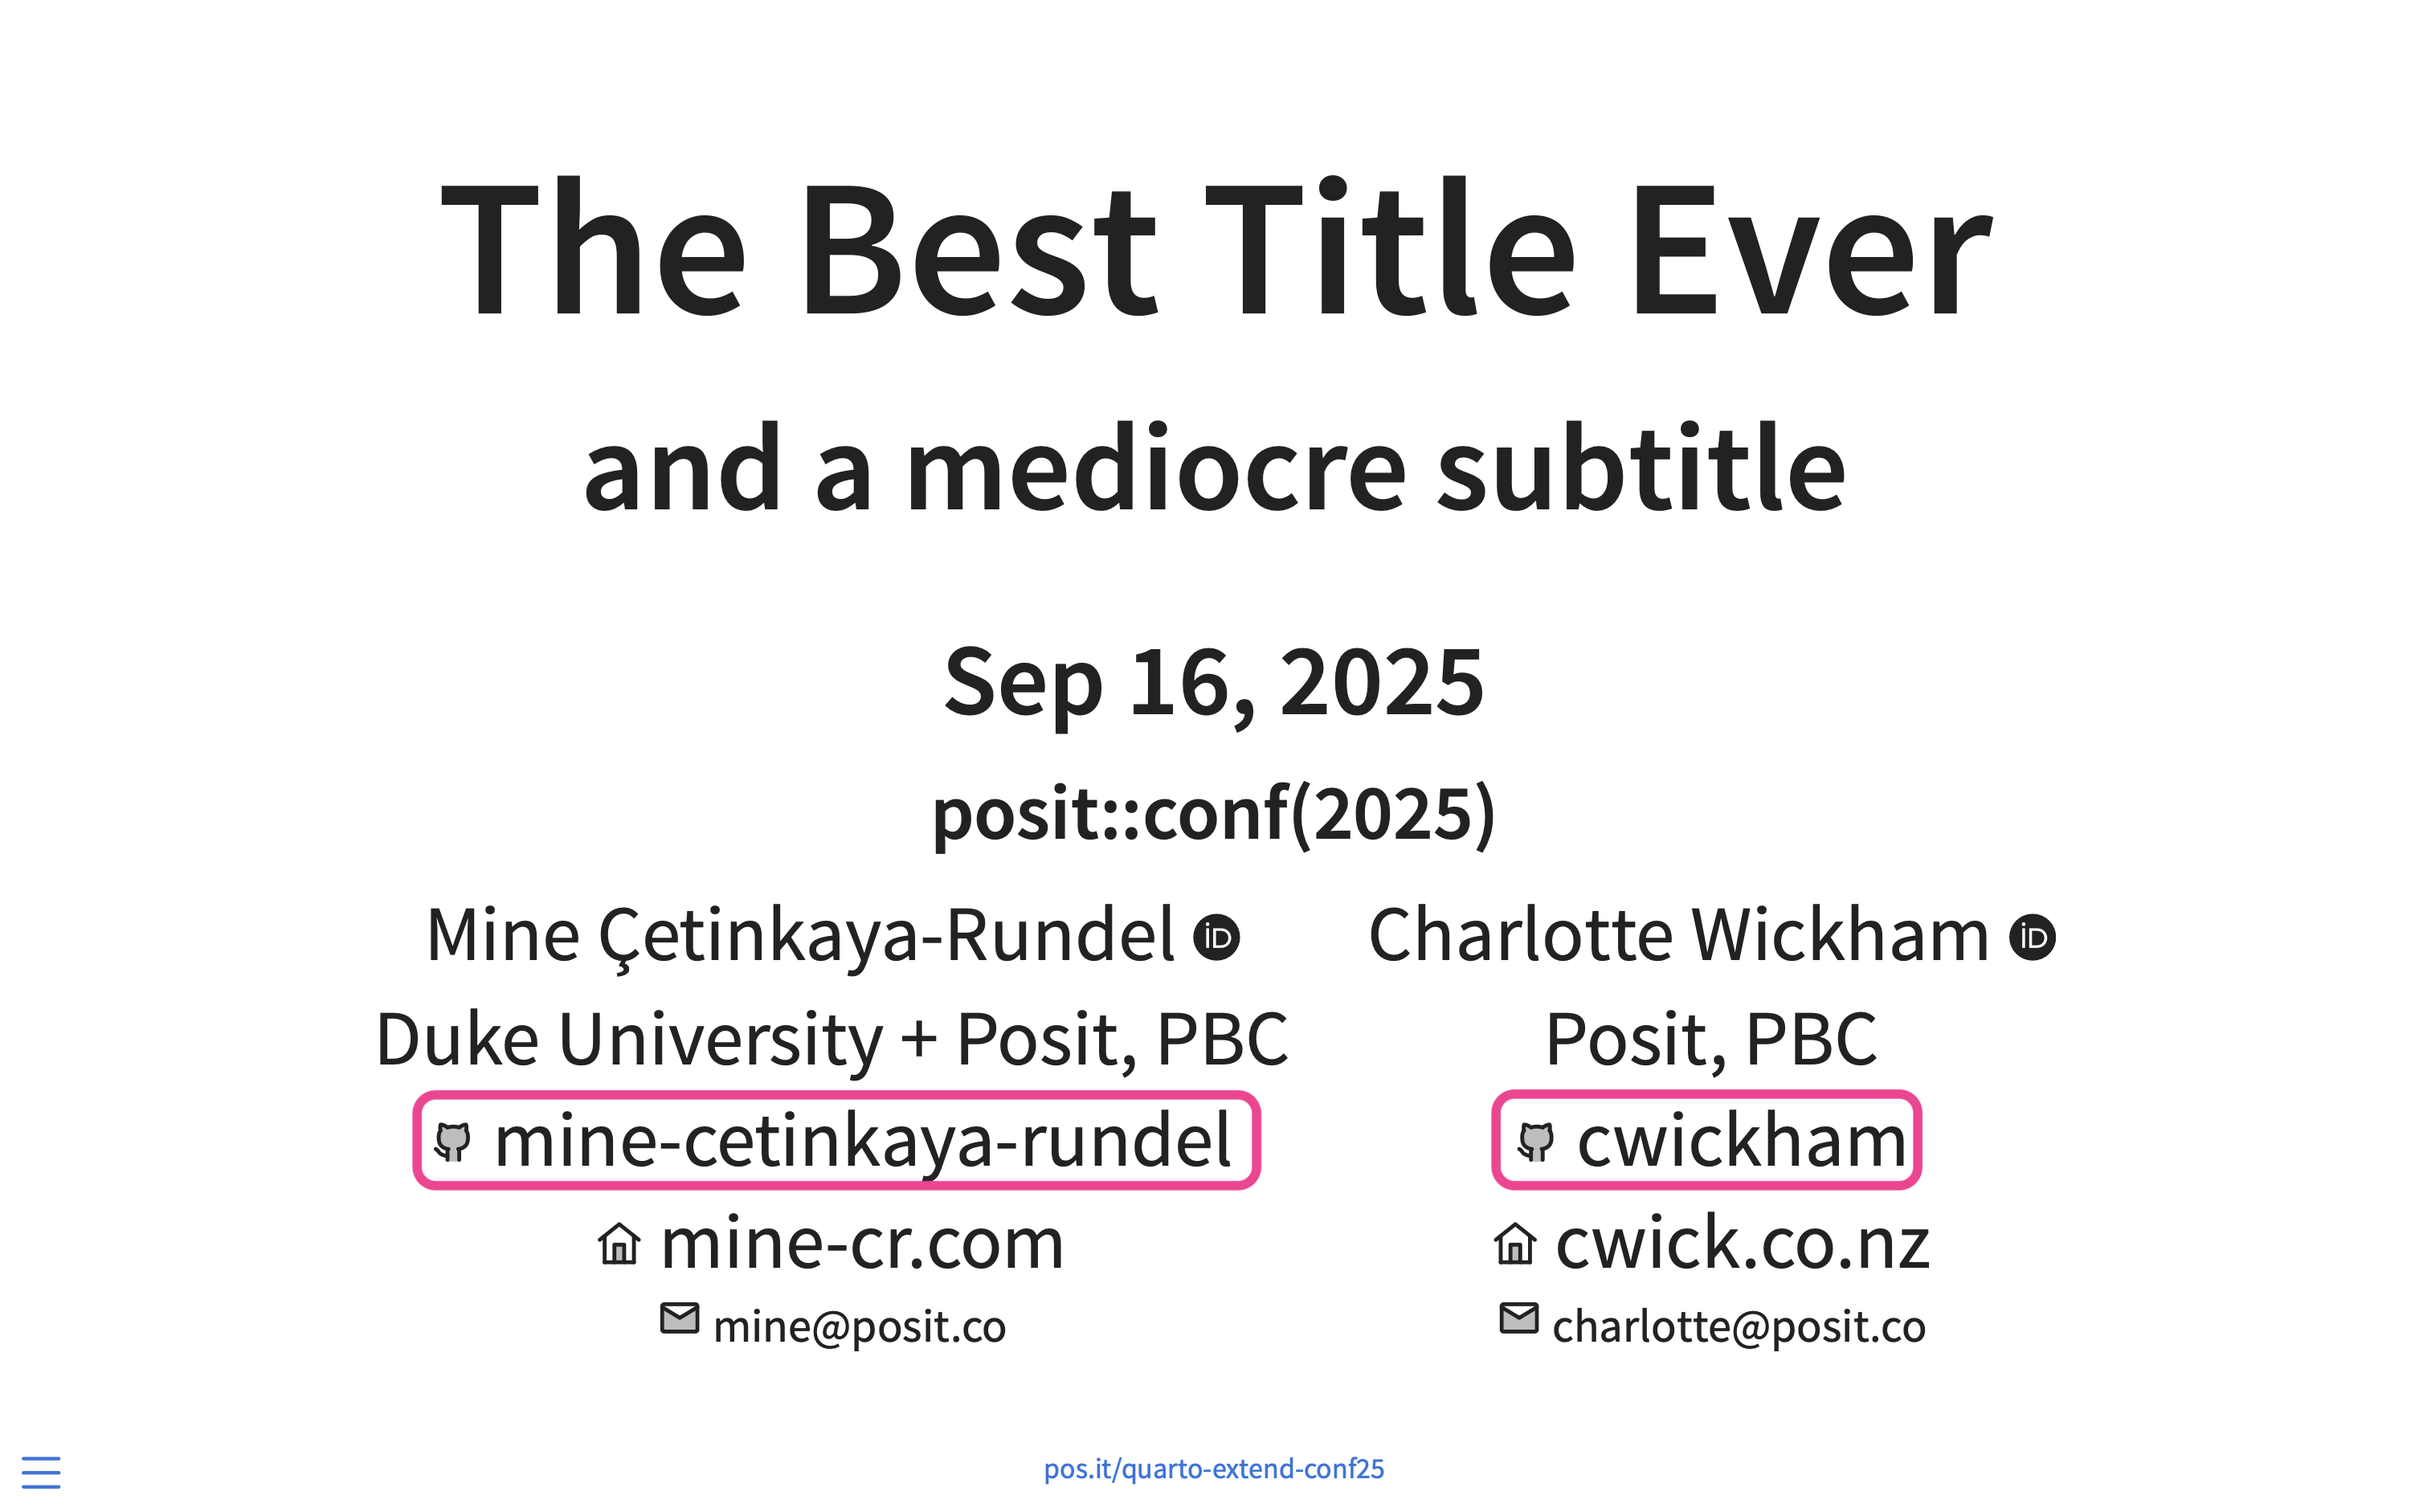 The Best Title Ever
and a mediocre subtitle
Sep 16, 2025
posit::conf(2025)
Mine Çetinkaya-Rundel iD
Duke University + Posit, PBC
mine-cetinkaya-rundel
mine-cr.com
mine@posit.co
Charlotte Wickham iD
Posit, PBC
cwickham
cwick.co.nz
charlotte@posit.co
pos.it/quarto-extend-conf25